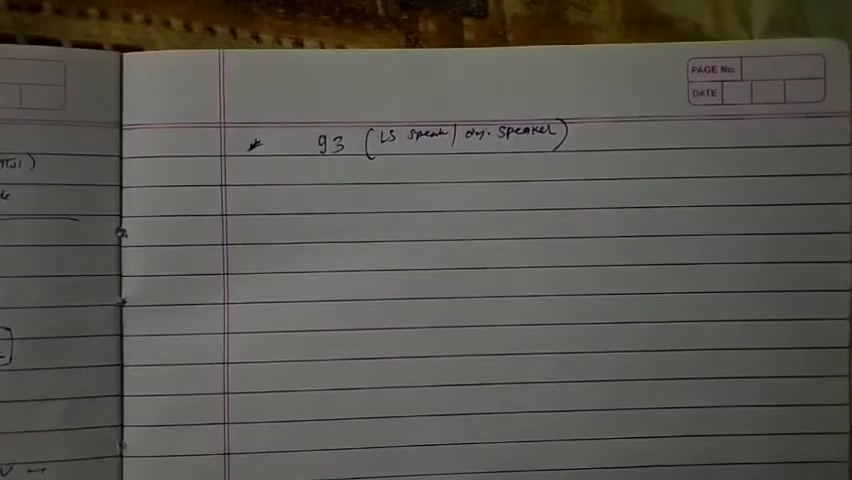 PAGE No.
DATE
* 93 (LS Speak / dy. Speaker)